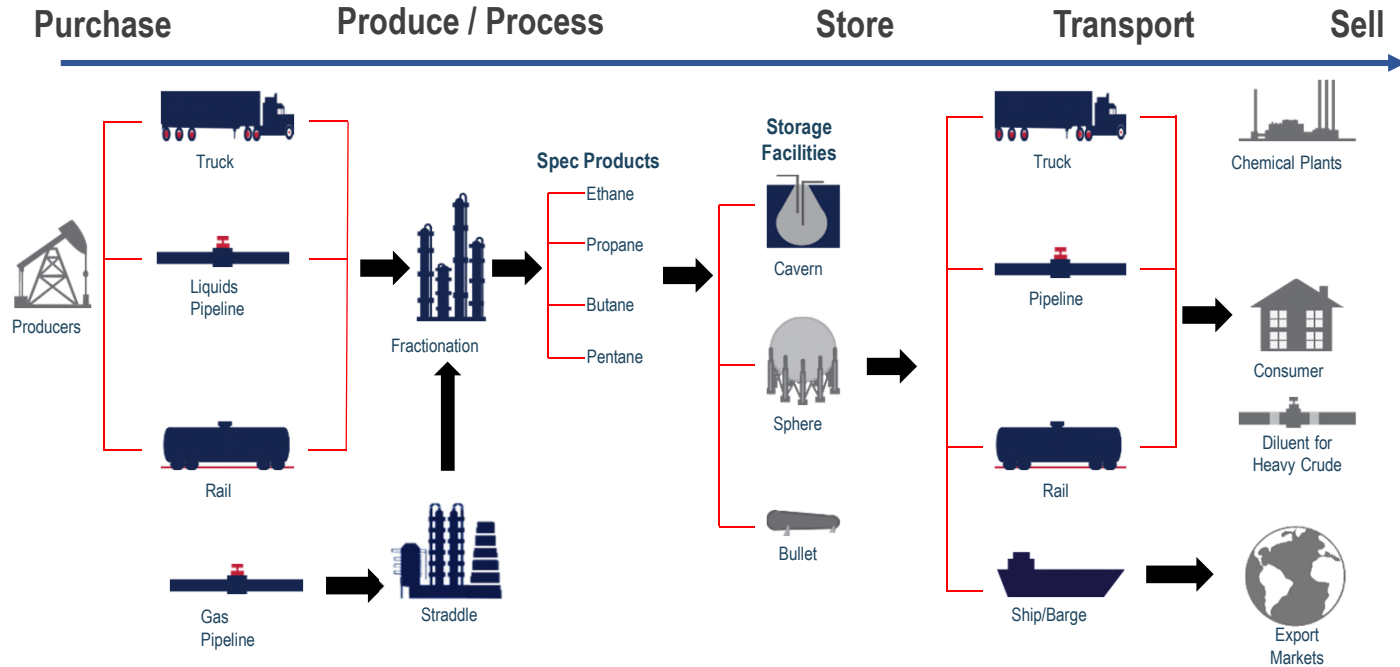 Purchase
Produce / Process
Store
Transport
Sell
Producers
Truck
Liquids
Pipeline
Rail
Gas
Pipeline
Fractionation
Straddle
Spec Products
Ethane
Propane
Butane
Pentane
Storage
Facilities
Cavern
Sphere
Bullet
Truck
Pipeline
Rail
Ship/Barge
Chemical Plants
Consumer
Diluent for
Heavy Crude
Export
Markets